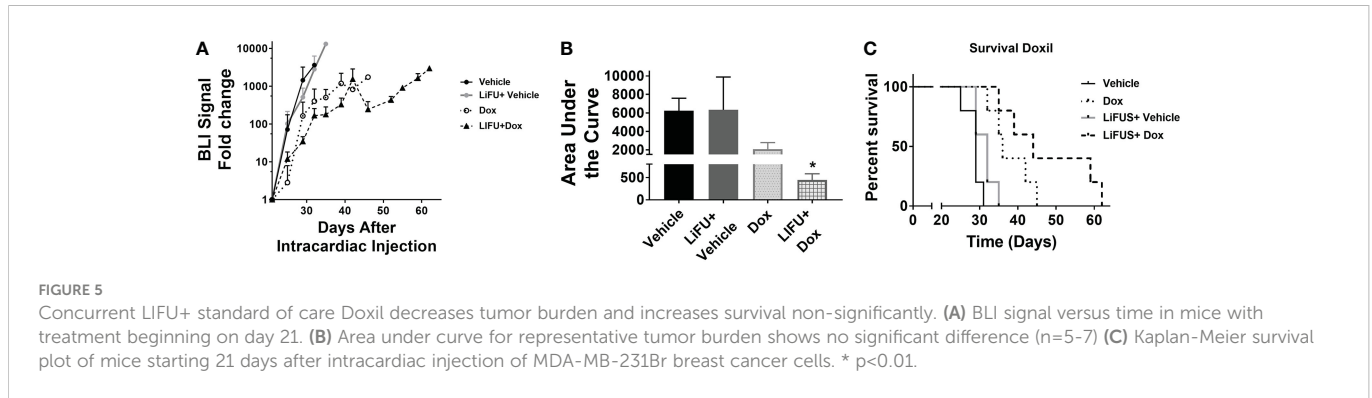 A
BLI Signal
Fold change
10000
1000
100
10
1
30
40
50
60
Days After
Intracardiac Injection
Vehicle
LiFU+ Vehicle
Dox
LIFU+Dox
B
Area Under
the Curve
10000
8000
6000
4000
2000
500
0
*
Vehicle
LiFU+
Vehicle
Dox
LIFU+
Dox
C
Survival Doxil
Percent survival
100
50
0
0
20
30
40
50
60
Time (Days)
Vehicle
Dox
LiFUS+ Vehicle
LiFUS+ Dox
FIGURE 5
Concurrent LIFU+ standard of care Doxil decreases tumor burden and increases survival non-significantly. (A) BLI signal versus time in mice with
treatment beginning on day 21. (B) Area under curve for representative tumor burden shows no significant difference (n=5-7) (C) Kaplan-Meier survival
plot of mice starting 21 days after intracardiac injection of MDA-MB-231Br breast cancer cells. * p<0.01.